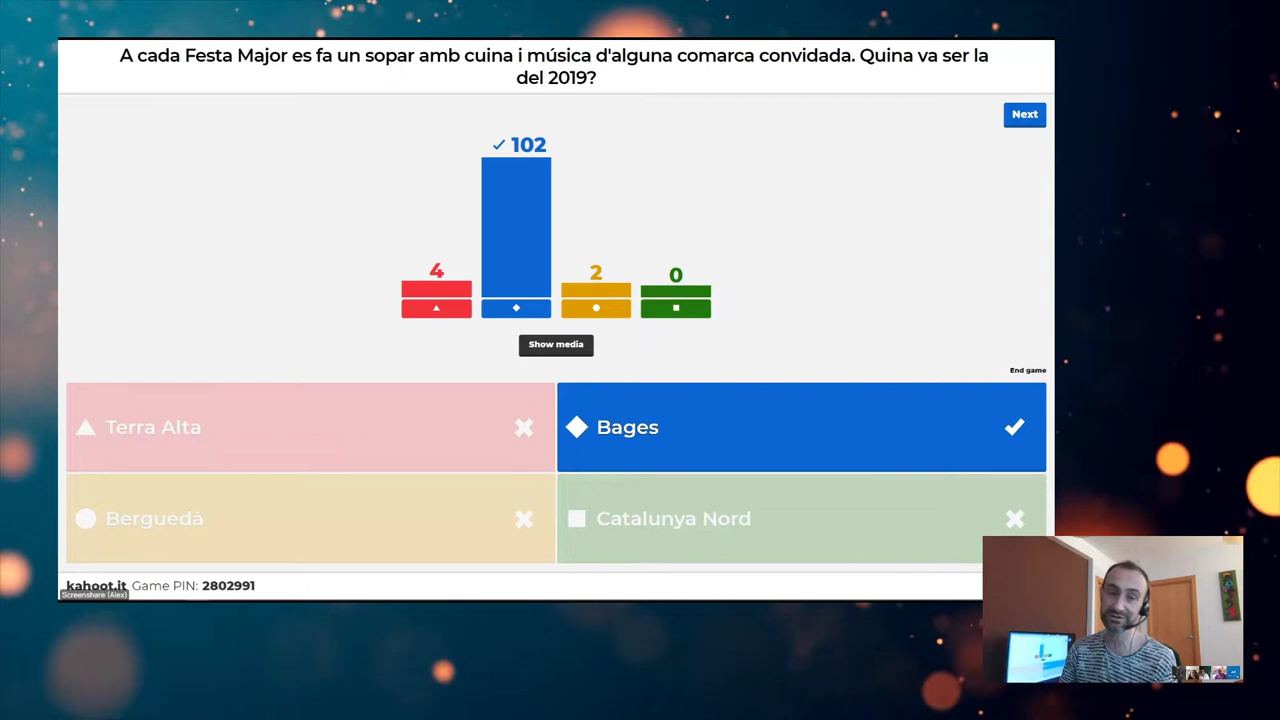 A cada Festa Major es fa un sopar amb cuina i música d'alguna comarca convidada. Quina va ser la
del 2019?
Next
102
4
2
0
Show media
End game
Terra Alta
Bages
Berguedà
Catalunya Nord
kahoot.it Game PIN: 2802991
Screenshare (Alex)